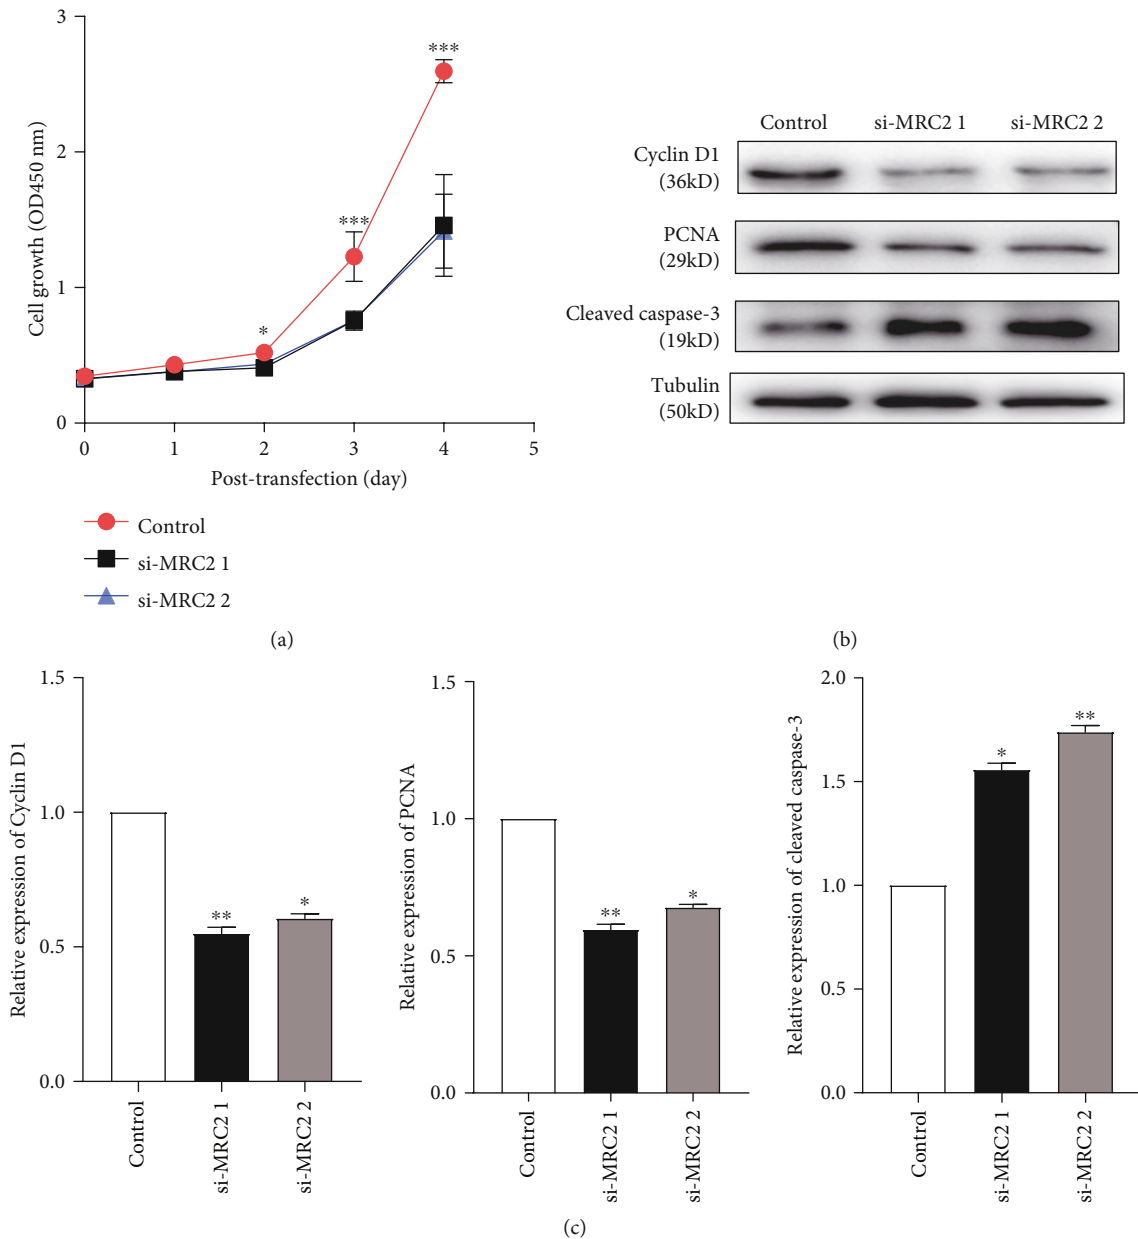 3
2
1
0
Cell growth (OD450 nm)
*
***
***
0 1 2 3 4 5
Post-transfection (day)
Control
si-MRC2 1
si-MRC2 2
(a)
Control si-MRC2 1 si-MRC2 2
Cyclin D1
(36kD)
PCNA
(29kD)
Cleaved caspase-3
(19kD)
Tubulin
(50kD)
(b)
Relative expression of Cyclin D1
1.5
1.0
0.5
0.0
**
*
Control
si-MRC2 1
si-MRC2 2
Relative expression of PCNA
1.5
1.0
0.5
0.0
**
*
Control
si-MRC2 1
si-MRC2 2
Relative expression of cleaved caspase-3
2.0
1.5
1.0
0.5
0.0
*
**
Control
si-MRC2 1
si-MRC2 2
(c)